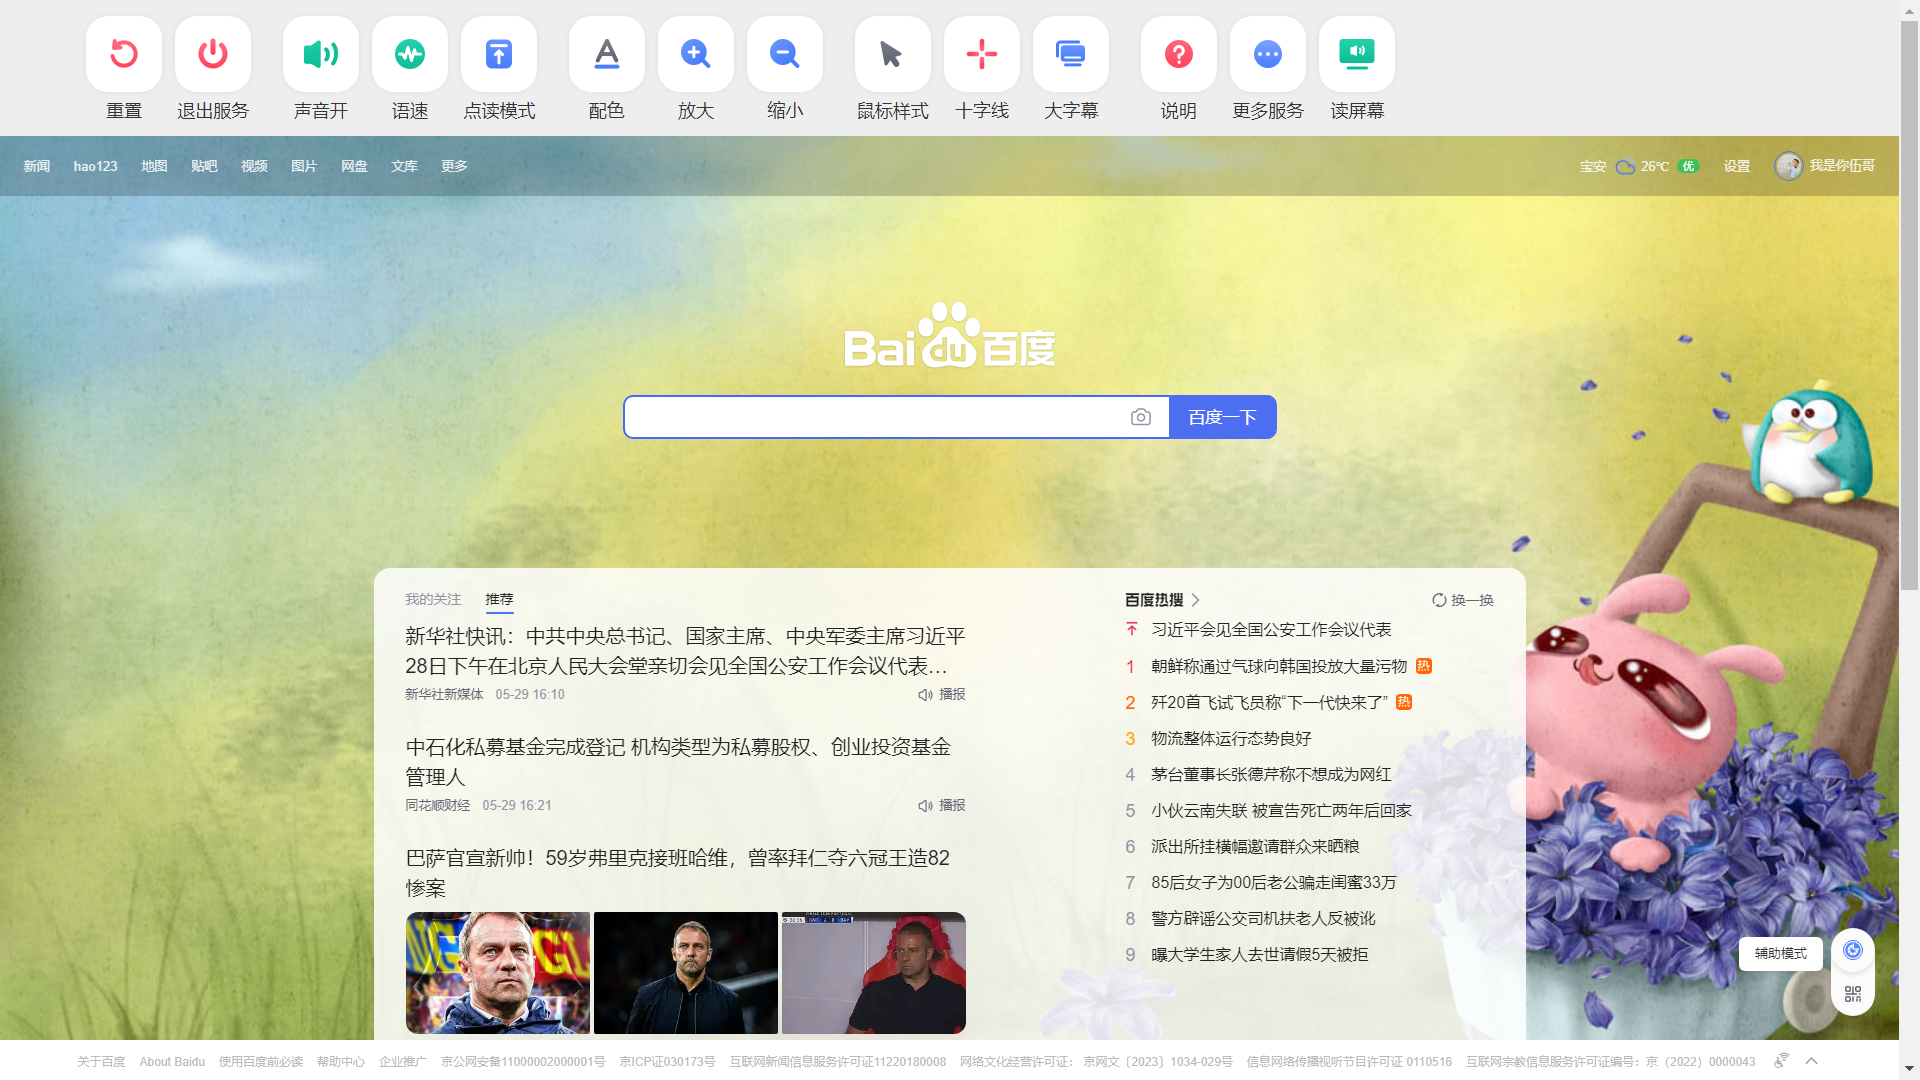 重置 退出服务 声音开 语速 点读模式 配色 放大 缩小 鼠标样式 十字线 大字幕 说明 更多服务 读屏幕
新闻 hao123 地图 贴吧 视频 图片 网盘 文库 更多 宝安 26℃ 优 设置 我是你伍哥
Bai du 百度
百度一下
我的关注 推荐
新华社快讯：中共中央总书记、国家主席、中央军委主席习近平
28日下午在北京人民大会堂亲切会见全国公安工作会议代表…
新华社新媒体 05-29 16:10 播报
中石化私募基金完成登记 机构类型为私募股权、创业投资基金
管理人
同花顺财经 05-29 16:21 播报
巴萨官宣新帅！59岁弗里克接班哈维，曾率拜仁夺六冠王造82
惨案
百度热搜 换一换
习近平会见全国公安工作会议代表
1 朝鲜称通过气球向韩国投放大量污物 热
2 歼20首飞试飞员称“下一代快来了” 热
3 物流整体运行态势良好
4 茅台董事长张德芹称不想成为网红
5 小伙云南失联 被宣告死亡两年后回家
6 派出所挂横幅邀请群众来晒粮
7 85后女子为00后老公骗走闺蜜33万
8 警方辟谣公交司机扶老人反被讹
9 曝大学生家人去世请假5天被拒
辅助模式
关于百度 About Baidu 使用百度前必读 帮助中心 企业推广 京公网安备11000002000001号 京ICP证030173号 互联网新闻信息服务许可证11220180008 网络文化经营许可证： 京网文〔2023〕1034-029号 信息网络传播视听节目许可证 0110516 互联网宗教信息服务许可证编号：京（2022）0000043